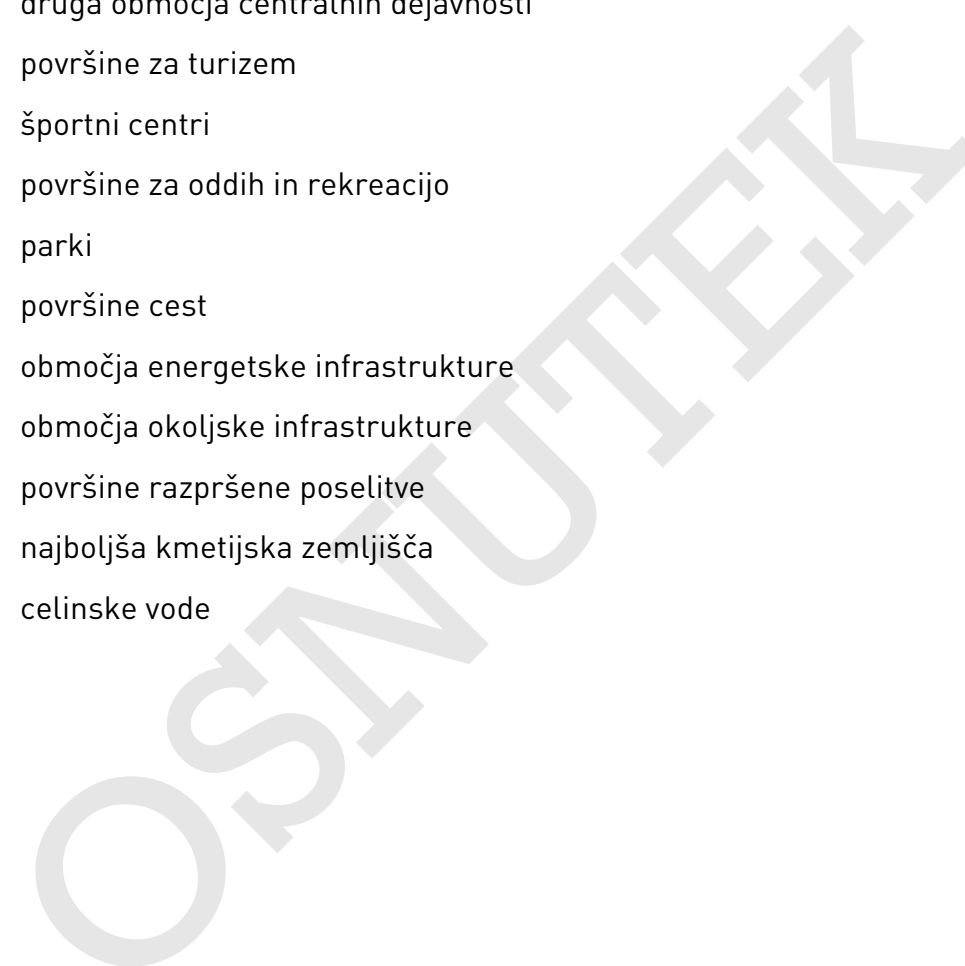 druga območja centralnih dejavnosti
površine za turizem
športni centri
površine za oddih in rekreacijo
parki
površine cest
območja energetske infrastrukture
območja okoljske infrastrukture
površine razpršene poselitve
najboljša kmetijska zemljišča
celinske vode
OSNUTEK